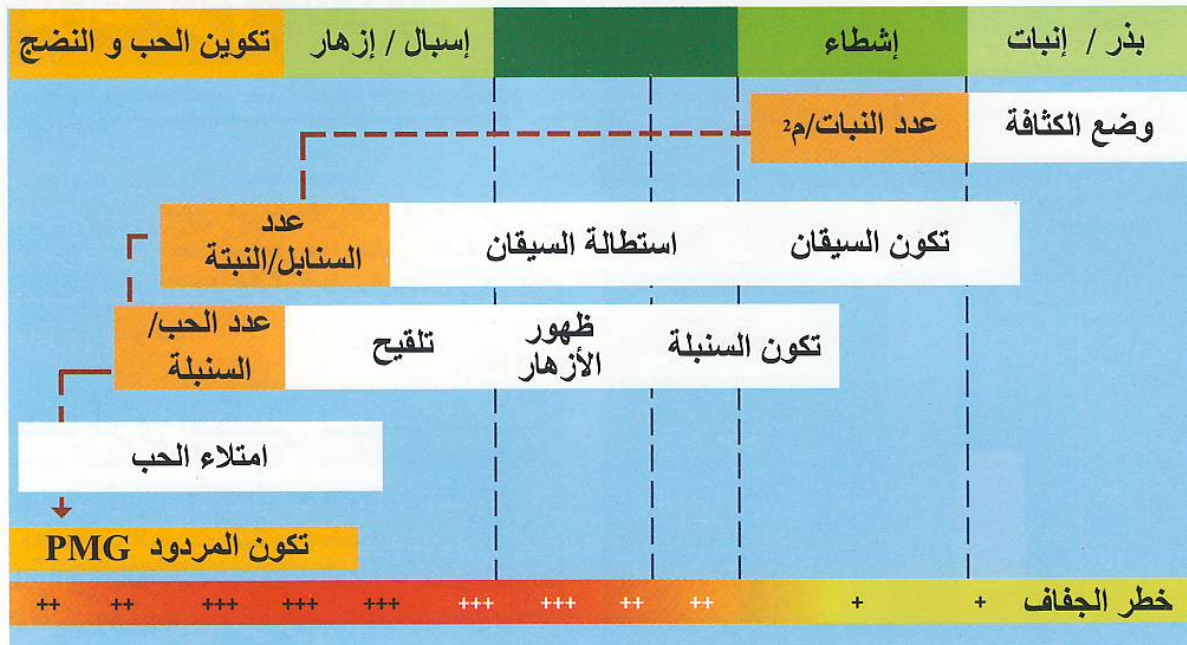 بذر / إنبات
إشطاء
إسبال / إزهار
تكوين الحب و النضج
وضع الكثافة
عدد النبات/م²
تكون السيقان
استطالة السيقان
عدد
السنابل/النبتة
تكون السنبلة
ظهور
الأزهار
تلقيح
عدد الحب/
السنبلة
امتلاء الحب
تكون المردود PMG
خطر الجفاف + + ++ ++ +++ +++ +++ +++ +++ ++ ++